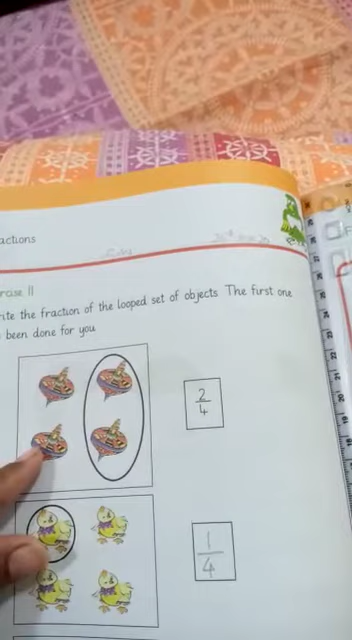 actions
rcise 11
rite the fraction of the looped set of objects The first one
been done for you
2
4
1
4